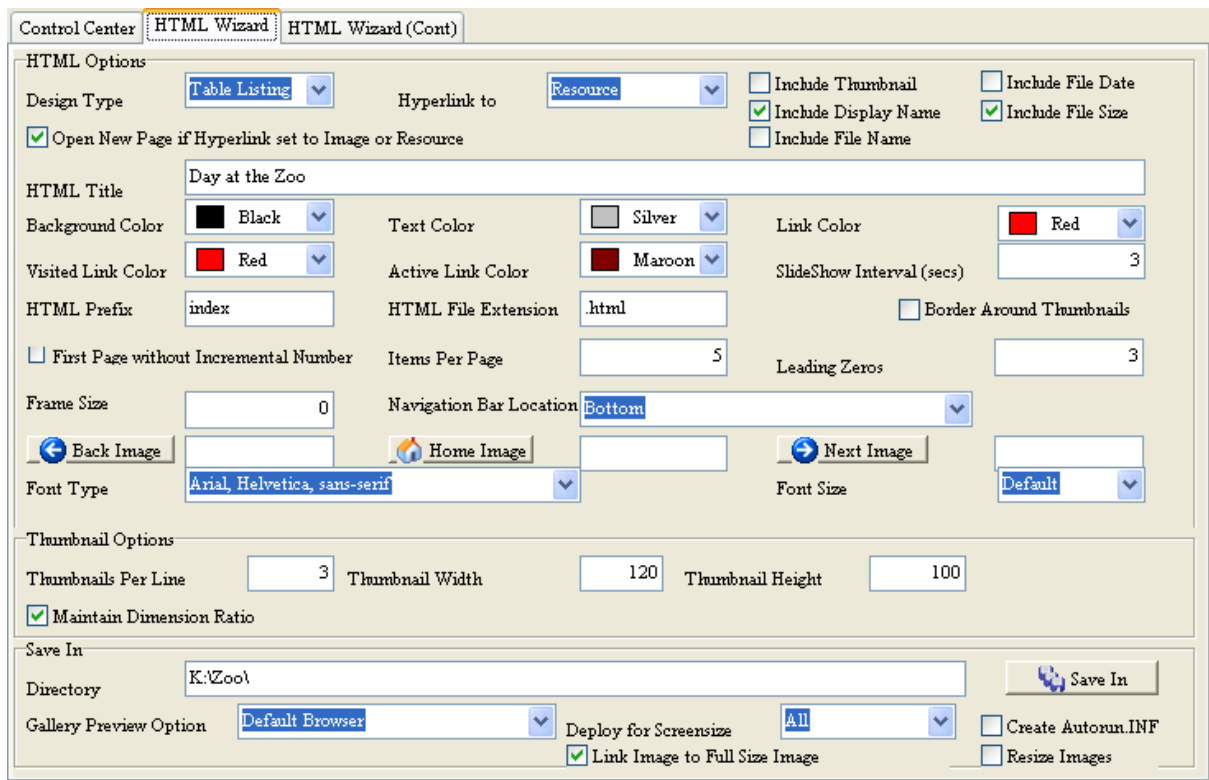 Control Center HTML Wizard HTML Wizard (Cont)
HTML Options
Design Type Table Listing Hyperlink to Resource Include Thumbnail Include File Date
Include Display Name Include File Size
Open New Page if Hyperlink set to Image or Resource Include File Name
HTML Title Day at the Zoo
Background Color Black Text Color Silver Link Color Red
Visited Link Color Red Active Link Color Maroon SlideShow Interval (secs) 3
HTML Prefix index HTML File Extension .html Border Around Thumbnails
First Page without Incremental Number Items Per Page 5 Leading Zeros 3
Frame Size 0 Navigation Bar Location Bottom
Back Image Home Image Next Image
Font Type Arial, Helvetica, sans-serif Font Size Default
Thumbnail Options
Thumbnails Per Line 3 Thumbnail Width 120 Thumbnail Height 100
Maintain Dimension Ratio
Save In
Directory K:\Zoo\ Save In
Gallery Preview Option Default Browser Deploy for Screensize All Create Autorun.INF
Link Image to Full Size Image Resize Images